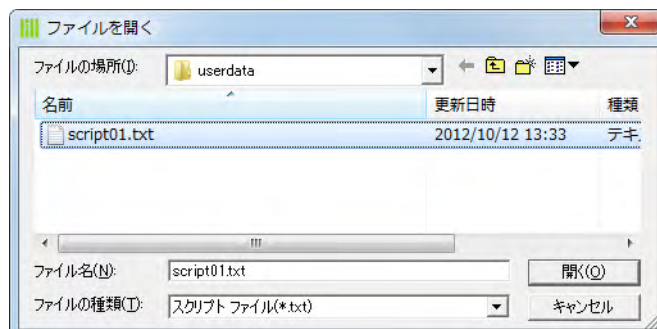 ファイルを開く
ファイルの場所(I):
userdata
名前 更新日時 種類
script01.txt 2012/10/12 13:33 テキ
ファイル名(N): script01.txt 開く(O)
ファイルの種類(T): スクリプト ファイル(*.txt) キャンセル